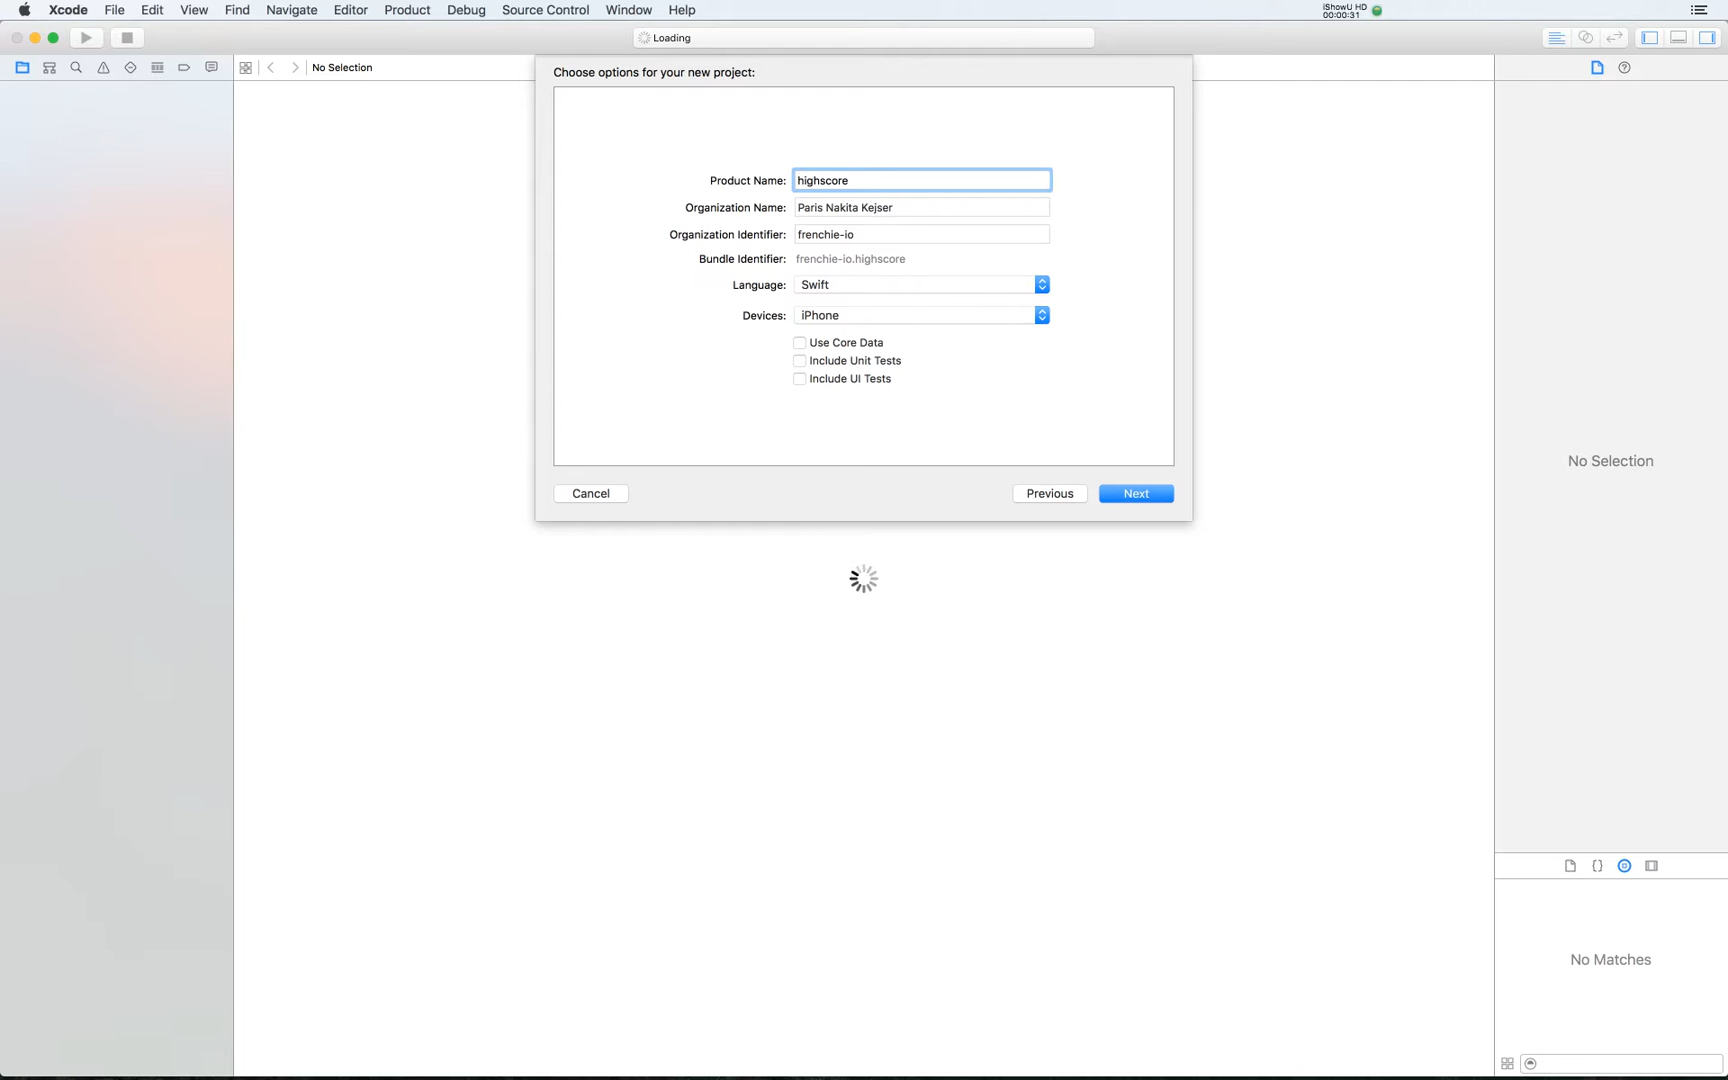 Xcode File Edit View Find Navigate Editor Product Debug Source Control Window Help
iShowU HD
00:00:31
Loading
No Selection
Choose options for your new project:
Product Name: highscore
Organization Name: Paris Nakita Kejser
Organization Identifier: frenchie-io
Bundle Identifier: frenchie-io.highscore
Language: Swift
Devices: iPhone
Use Core Data
Include Unit Tests
Include UI Tests
Cancel Previous Next
No Selection
No Matches